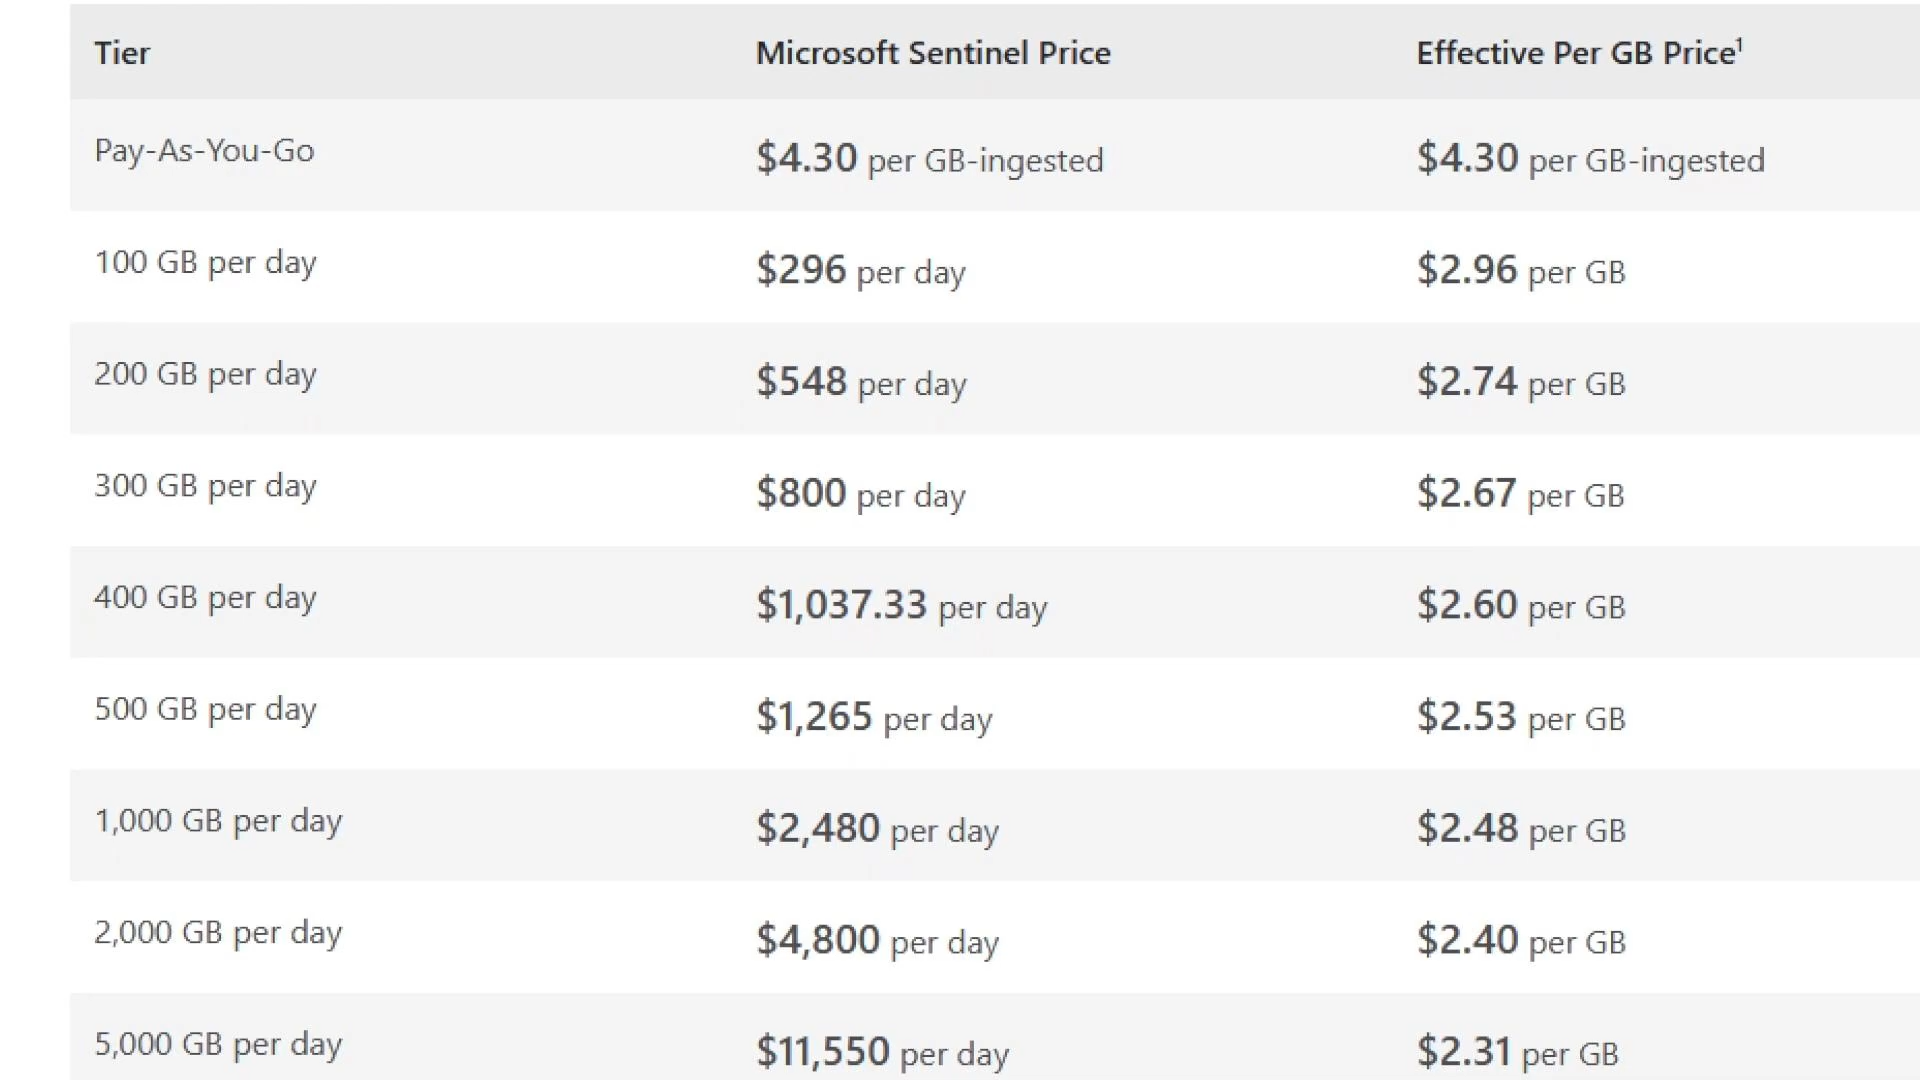 Tier Microsoft Sentinel Price Effective Per GB Price¹
Pay-As-You-Go $4.30 per GB-ingested $4.30 per GB-ingested
100 GB per day $296 per day $2.96 per GB
200 GB per day $548 per day $2.74 per GB
300 GB per day $800 per day $2.67 per GB
400 GB per day $1,037.33 per day $2.60 per GB
500 GB per day $1,265 per day $2.53 per GB
1,000 GB per day $2,480 per day $2.48 per GB
2,000 GB per day $4,800 per day $2.40 per GB
5,000 GB per day $11,550 per day $2.31 per GB